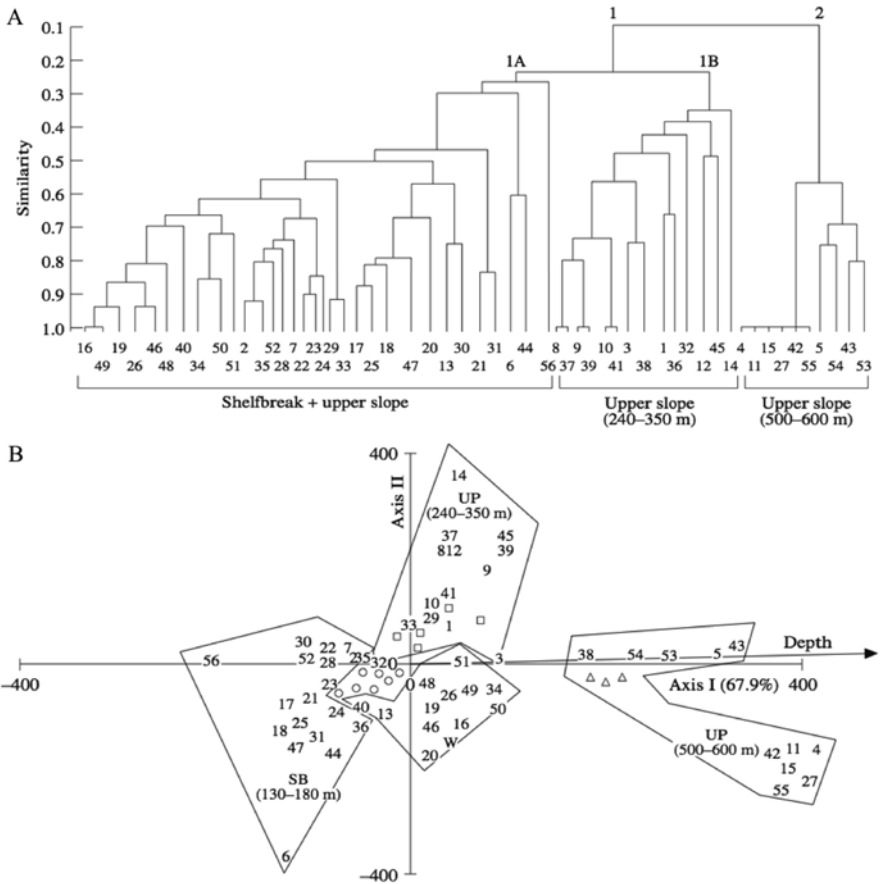 A
1
2
0.1
0.2
1A
1B
0.3
0.4
0.5
0.6
0.7
0.8
0.9
1.0
Similarity
16 19 46 40 50 2 52 7 23 29 17 18 20 30 31 44 8 9 10 3 1 32 45 4 15 42 5 43
49 26 48 34 51 35 28 22 24 33 25 47 13 21 6 56 37 39 41 38 36 12 14 11 27 55 54 53
Shelfbreak + upper slope
Upper slope
(240–350 m)
Upper slope
(500–600 m)
B
400
Axis II
14
UP
(240–350 m)
37 45
812 39
9
41
10
29
33 1
30 22 7
56 52 28 35 320 51 3 38 54 53 5 43
Depth
–400 0 Axis I (67.9%) 400
23 48 26 49 34
17 21 24 40 13 19 50
18 25 31 36 46 16
47 44 W
20
SB
(130–180 m)
6
UP
(500–600 m)
42 11 4
15
55 27
–400